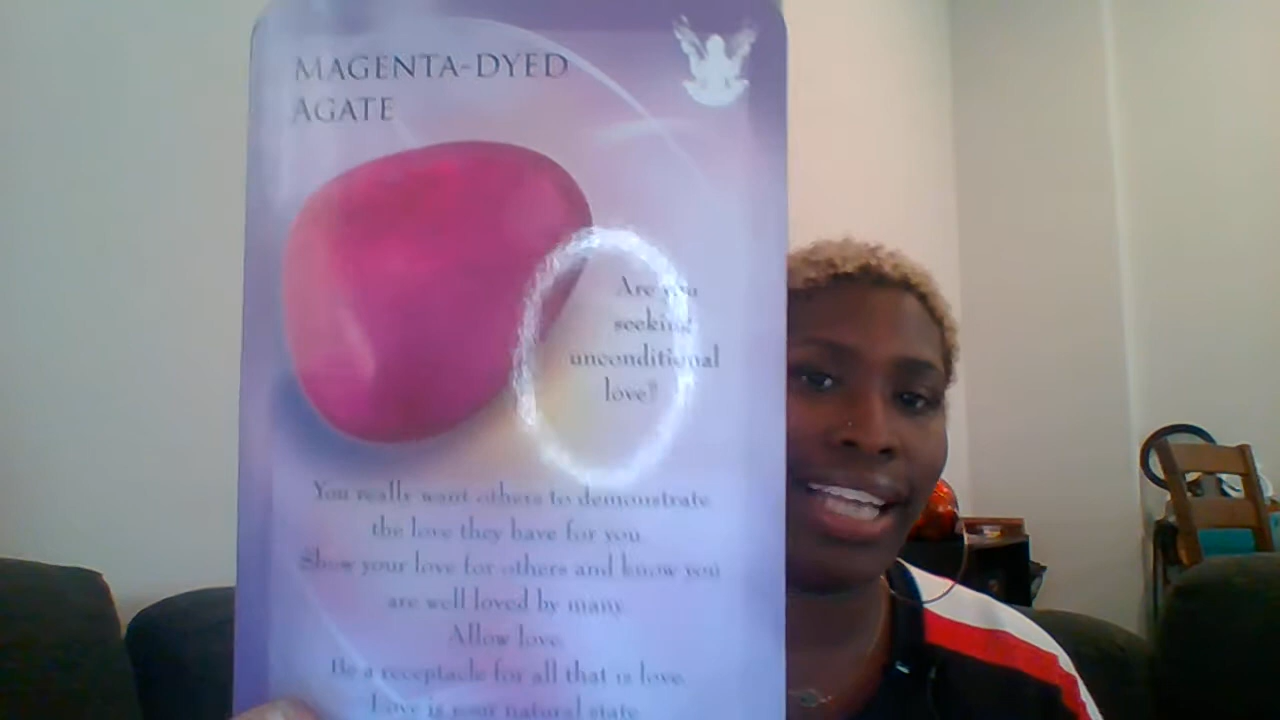 MAGENTA-DYED
AGATE
Are you
seeking
unconditional
love?
You really want others to demonstrate
the love they have for you.
Show your love for others and know you
are well loved by many.
Allow love.
Be a receptacle for all that is love.
Love is your natural state.